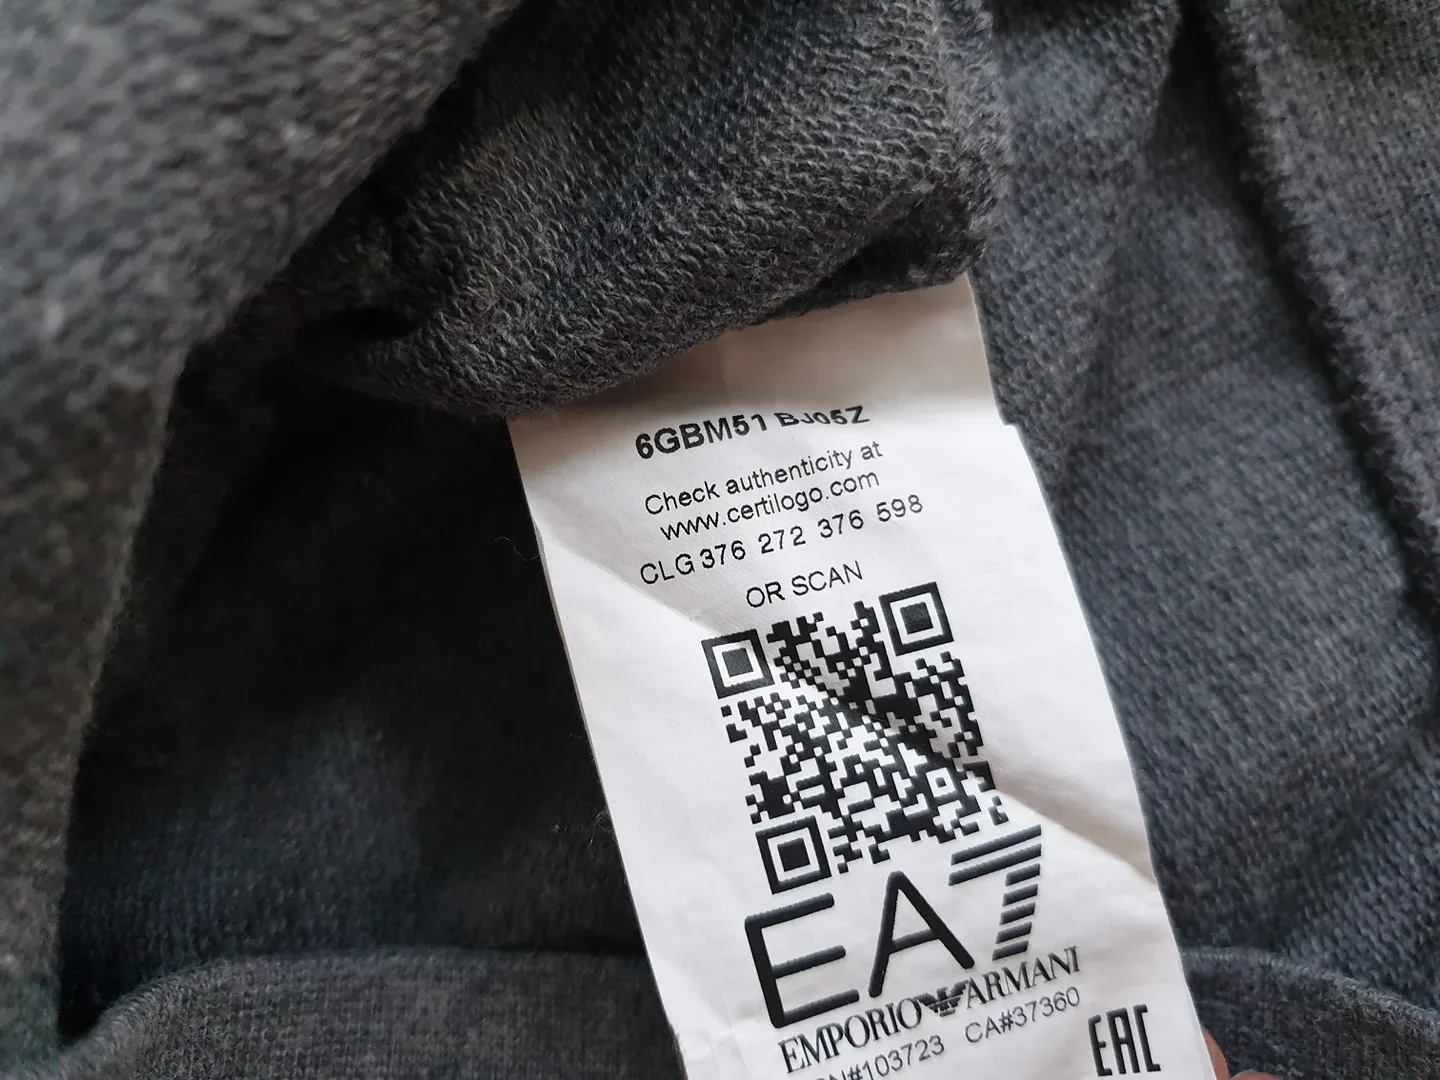 6GBM51 BJ05Z
Check authenticity at
www.certilogo.com
CLG 376 272 376 598
OR SCAN
EA7
EMPORIO ARMANI
N#103723 CA#37360
EAC